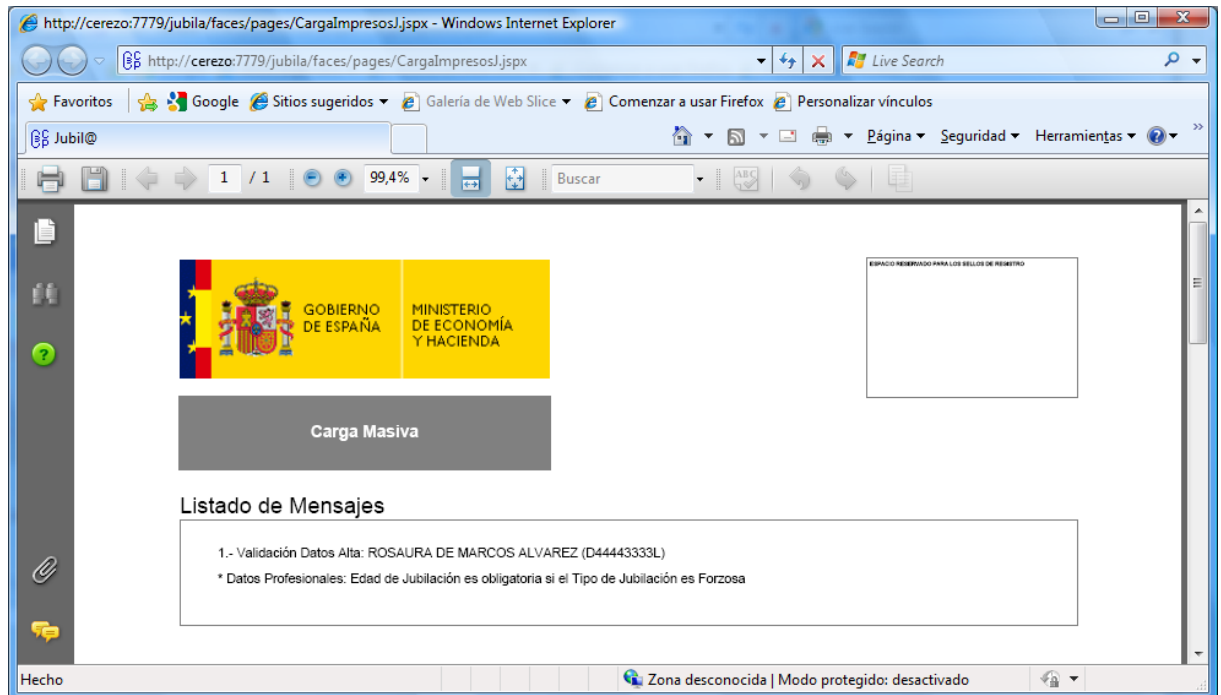 http://cerezo:7779/jubila/faces/pages/CargaImpresosJ.jspx - Windows Internet Explorer
http://cerezo:7779/jubila/faces/pages/CargaImpresosJ.jspx
Live Search
Favoritos Google Sitios sugeridos Galería de Web Slice Comenzar a usar Firefox Personalizar vínculos
Jubil@ Página Seguridad Herramientas
1 / 1 99,4% Buscar ABC
ESPACIO RESERVADO PARA LOS SELLOS DE REGISTRO
GOBIERNO
DE ESPAÑA
MINISTERIO
DE ECONOMÍA
Y HACIENDA
Carga Masiva
Listado de Mensajes
1.- Validación Datos Alta: ROSAURA DE MARCOS ALVAREZ (D44443333L)
* Datos Profesionales: Edad de Jubilación es obligatoria si el Tipo de Jubilación es Forzosa
Hecho Zona desconocida | Modo protegido: desactivado